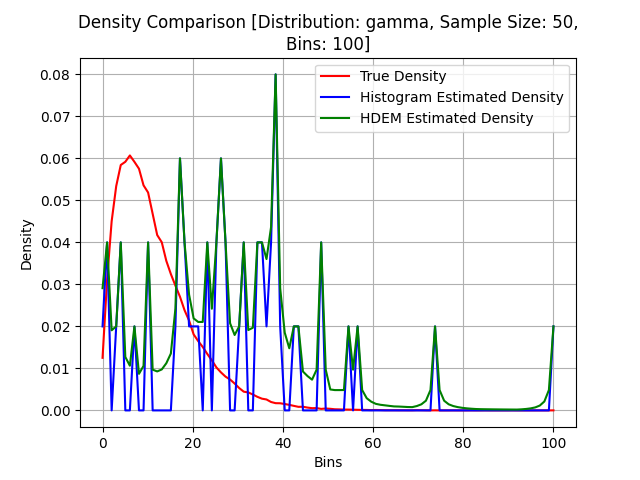 Density Comparison [Distribution: gamma, Sample Size: 50,
Bins: 100]
True Density
Histogram Estimated Density
HDEM Estimated Density
Density
0.08
0.07
0.06
0.05
0.04
0.03
0.02
0.01
0.00
0 20 40 60 80 100
Bins